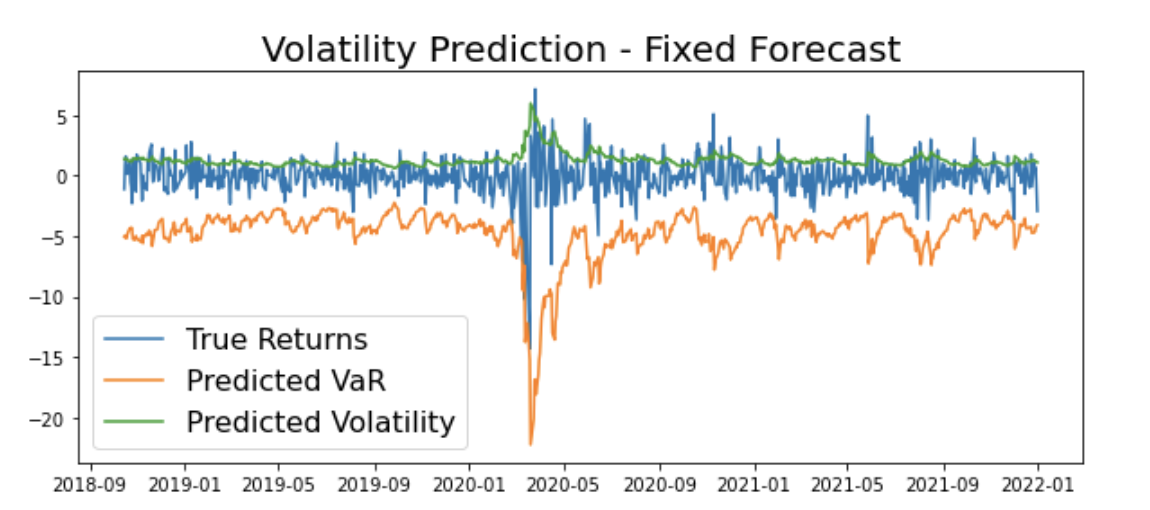 Volatility Prediction - Fixed Forecast
5
0
−5
−10
−15
−20
True Returns
Predicted VaR
Predicted Volatility
2018-09 2019-01 2019-05 2019-09 2020-01 2020-05 2020-09 2021-01 2021-05 2021-09 2022-01